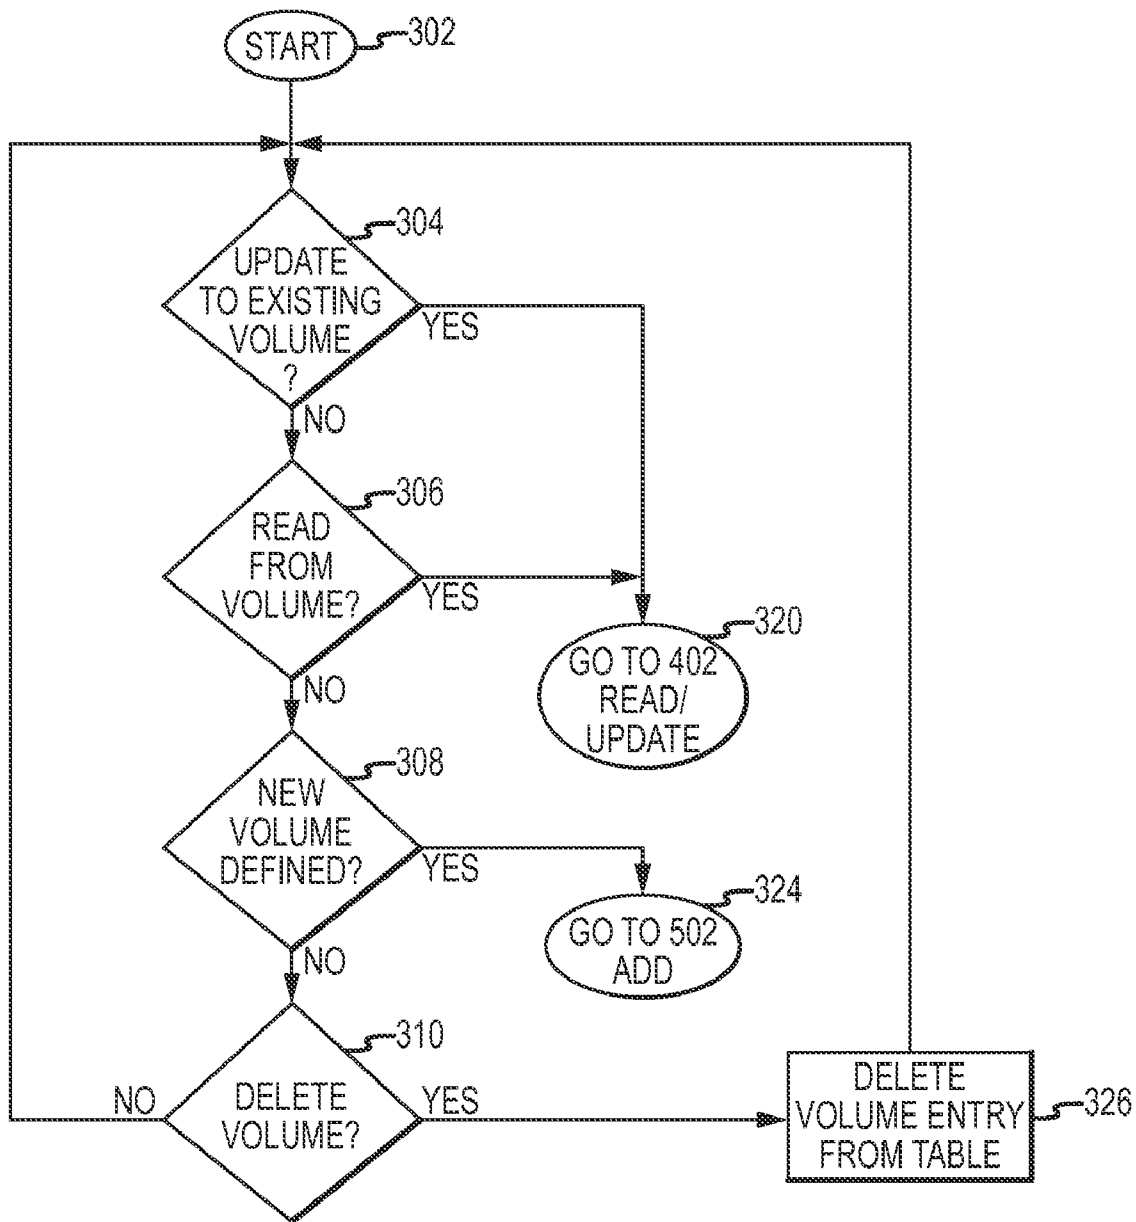 START
302
304
UPDATE
TO EXISTING
VOLUME
?
YES
NO
306
READ
FROM
VOLUME?
YES
NO
320
GO TO 402
READ/
UPDATE
308
NEW
VOLUME
DEFINED?
YES
NO
324
GO TO 502
ADD
310
DELETE
VOLUME?
NO
YES
DELETE
VOLUME ENTRY
FROM TABLE
326